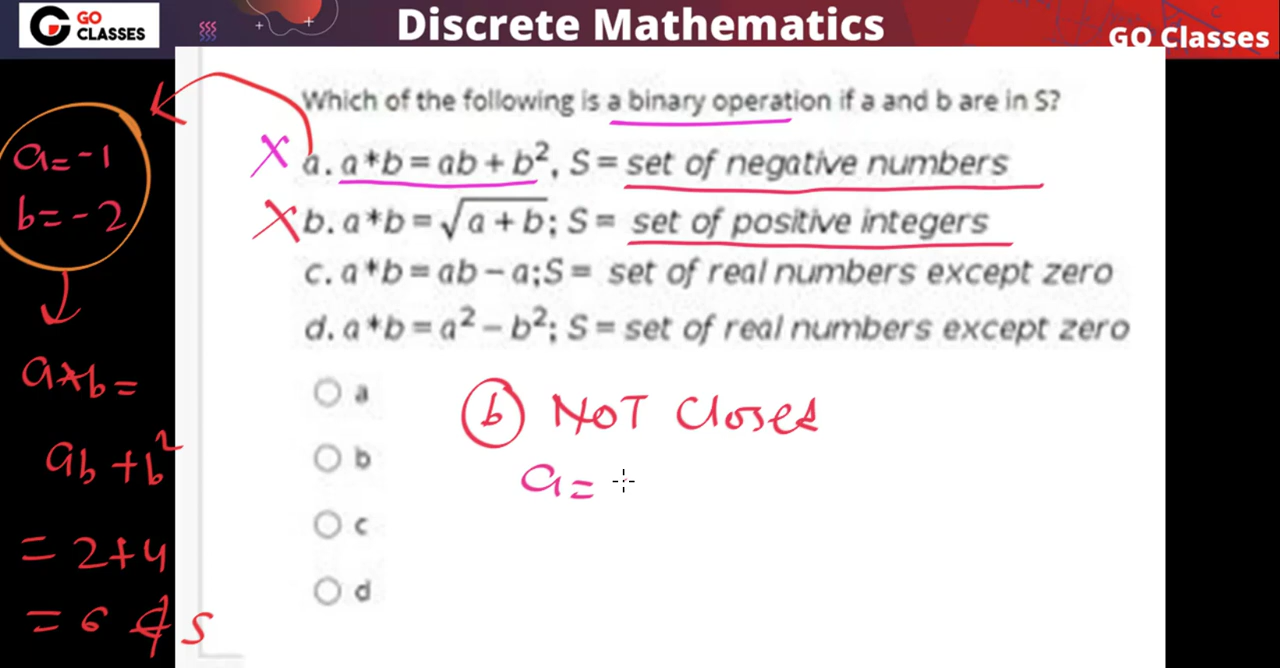 GO
CLASSES
Discrete Mathematics
GO Classes
Which of the following is a binary operation if a and b are in S?
a. a*b = ab + b², S = set of negative numbers
b. a*b = √(a + b); S = set of positive integers
c. a*b = ab – a;S = set of real numbers except zero
d. a*b = a² – b²; S = set of real numbers except zero
a
b
c
d
a=-1
b=-2
a*b=
ab+b²
=2+4
=6 ∉ S
b NOT Closed
a=